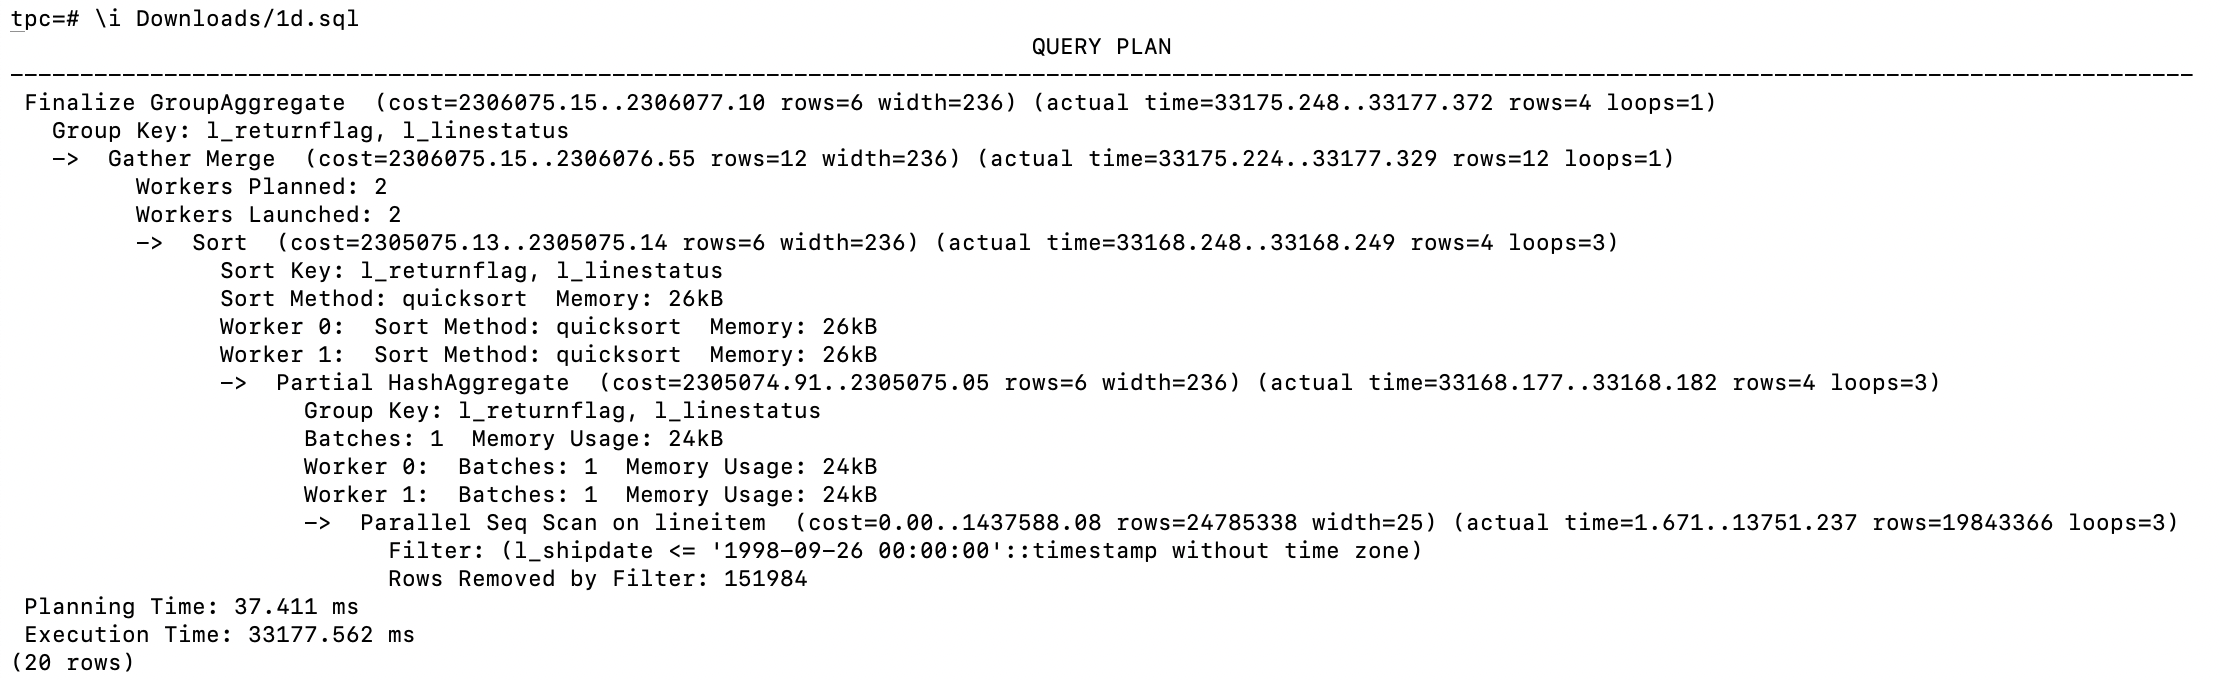 tpc=# \i Downloads/1d.sql
QUERY PLAN
------------------------------------------------------------------------------------------------------------------------------------------------------------
Finalize GroupAggregate  (cost=2306075.15..2306077.10 rows=6 width=236) (actual time=33175.248..33177.372 rows=4 loops=1)
Group Key: l_returnflag, l_linestatus
->  Gather Merge  (cost=2306075.15..2306076.55 rows=12 width=236) (actual time=33175.224..33177.329 rows=12 loops=1)
Workers Planned: 2
Workers Launched: 2
->  Sort  (cost=2305075.13..2305075.14 rows=6 width=236) (actual time=33168.248..33168.249 rows=4 loops=3)
Sort Key: l_returnflag, l_linestatus
Sort Method: quicksort  Memory: 26kB
Worker 0:  Sort Method: quicksort  Memory: 26kB
Worker 1:  Sort Method: quicksort  Memory: 26kB
->  Partial HashAggregate  (cost=2305074.91..2305075.05 rows=6 width=236) (actual time=33168.177..33168.182 rows=4 loops=3)
Group Key: l_returnflag, l_linestatus
Batches: 1  Memory Usage: 24kB
Worker 0:  Batches: 1  Memory Usage: 24kB
Worker 1:  Batches: 1  Memory Usage: 24kB
->  Parallel Seq Scan on lineitem  (cost=0.00..1437588.08 rows=24785338 width=25) (actual time=1.671..13751.237 rows=19843366 loops=3)
Filter: (l_shipdate <= '1998-09-26 00:00:00'::timestamp without time zone)
Rows Removed by Filter: 151984
Planning Time: 37.411 ms
Execution Time: 33177.562 ms
(20 rows)